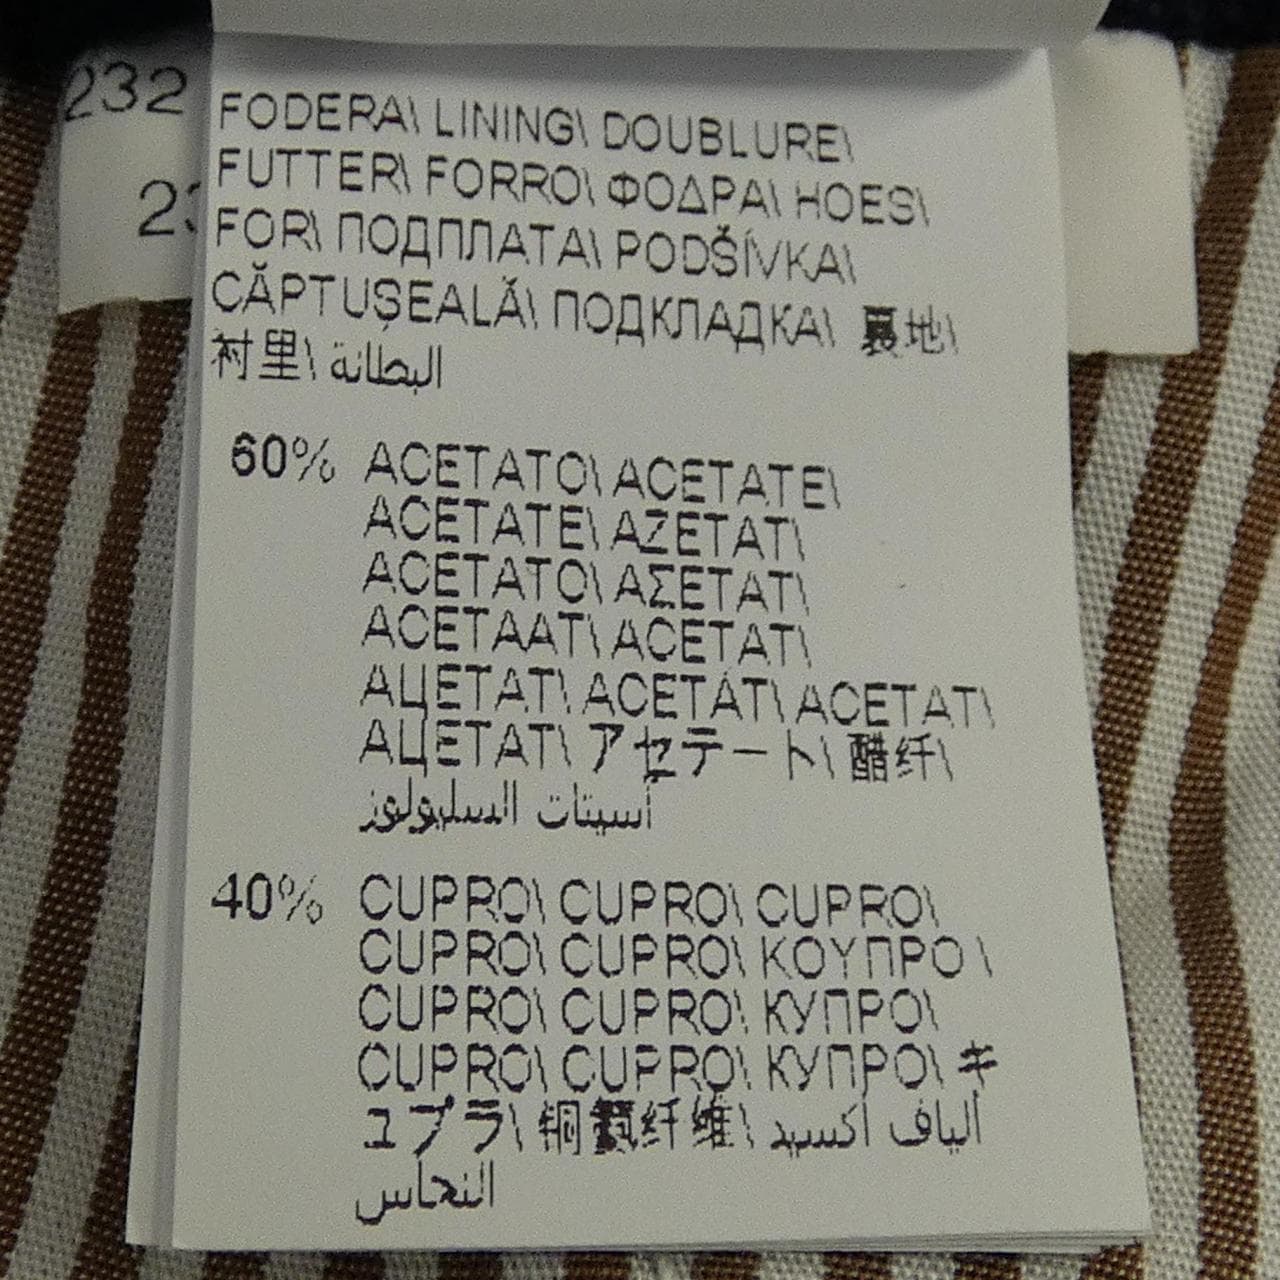 232
FODERA\ LINING\ DOUBLURE\
FUTTER\ FORRO\ ΦΟΔΡΑ\ HOES\
FOR\ ПОДПЛАТА\ PODŠÍVKA\
CĂPTUȘEALĂ\ ПОДКЛАДКА\ 裏地\
衬里\ البطانة
60% ACETATO\ ACETATE\
ACETATE\ AZETAT\
ACETATO\ ΑΣΕΤΑΤ\
ACETAAT\ ACETAT\
АЦЕТАТ\ ACETÁT\ ACETAT\
АЦЕТАТ\ アセテート\ 醋纤\
أسيتات السليولوز
40% CUPRO\ CUPRO\ CUPRO\
CUPRO\ CUPRO\ ΚΟΥΠΡΟ \
CUPRO\ CUPRO\ КУПРО\
CUPRO\ CUPRO\ КУПРО\ キ
ュプラ\ 铜氨纤维\ ألياف أكسيد
النحاس